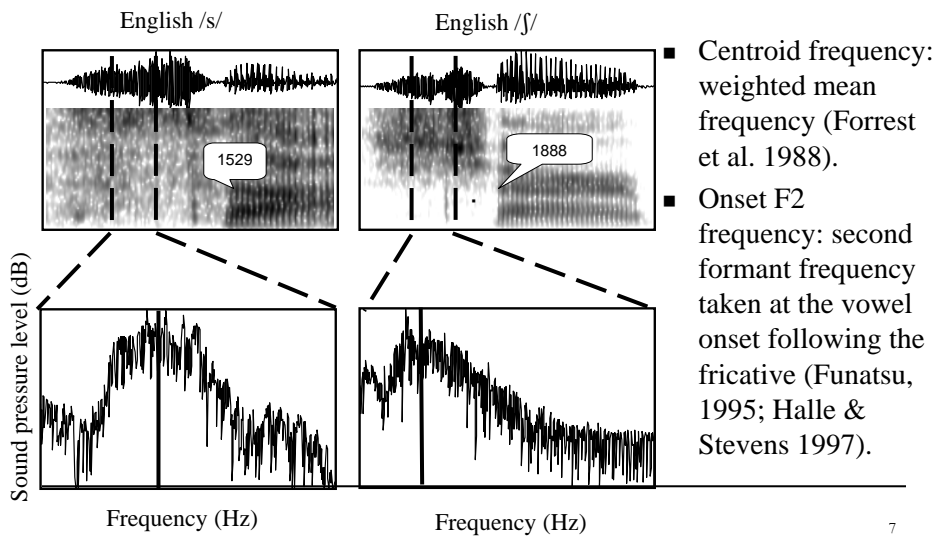 English /s/
English /ʃ/
1529
1888
Sound pressure level (dB)
Frequency (Hz)
Frequency (Hz)
■ Centroid frequency:
weighted mean
frequency (Forrest
et al. 1988).
■ Onset F2
frequency: second
formant frequency
taken at the vowel
onset following the
fricative (Funatsu,
1995; Halle &
Stevens 1997).
7